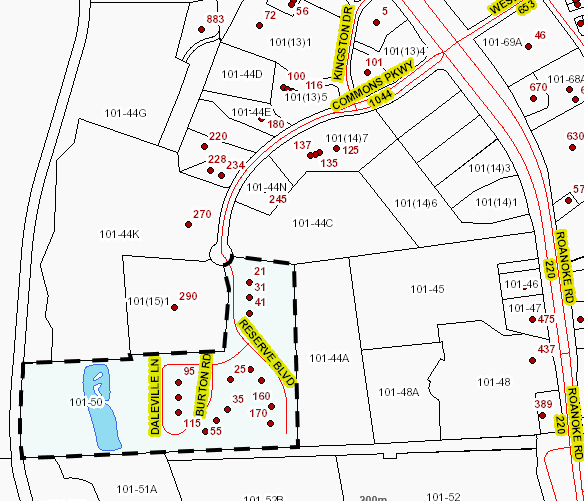 883
72
56
5
WES
653
KINGSTON DR
101(13)1
101(13)4
101-69A
46
101
101-44D
100
116
101(13)5
COMMONS PKWY
1044
670
101-68A
101-44G
101-44E
180
220
137
101(14)7
125
135
630
228
234
101(14)3
101-44N
245
101(14)6
101(14)1
57
270
101-44C
101-44K
ROANOKE RD
220
21
31
41
101-45
101-46
101(15)1
290
101-47
475
RESERVE BLVD
101-44A
437
DALEVILLE LN
95
BURTON RD
25
101-48A
101-48
101-50
160
35
170
115
55
389
220
ROANOKE RD
101-51A
101-52B
300m
101-52